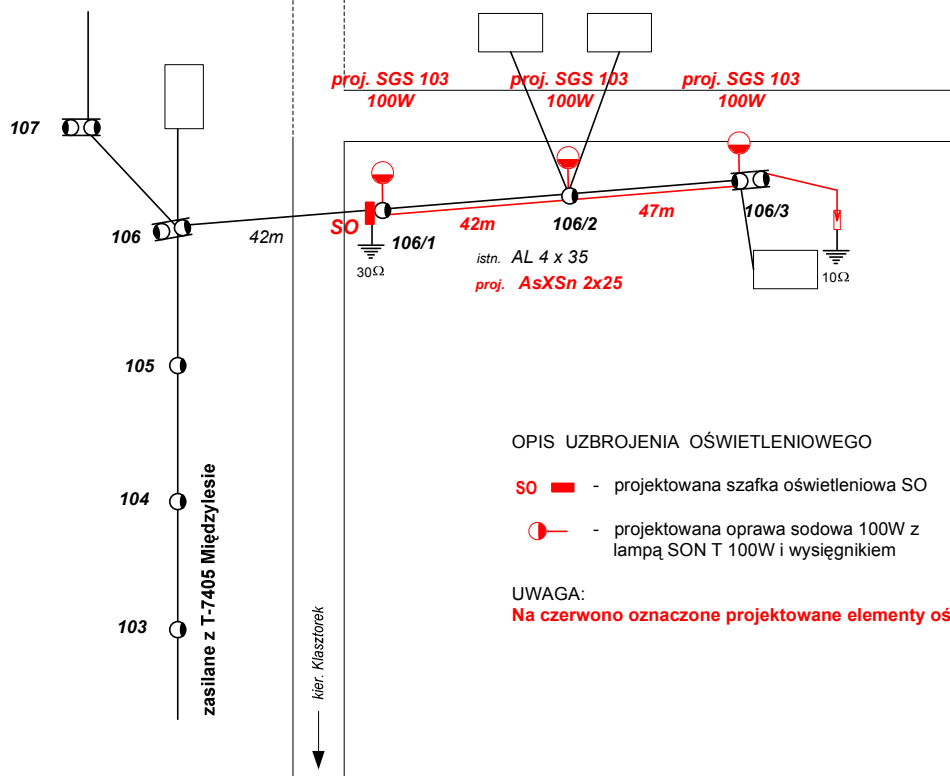 proj. SGS 103
100W
proj. SGS 103
100W
proj. SGS 103
100W
107
106
42m
SO
30Ω
106/1
42m
106/2
47m
106/3
10Ω
istn. AL 4 x 35
proj. AsXSn 2x25
105
104
103
zasilane z T-7405 Międzylesie
kier. Klasztorek
OPIS UZBROJENIA OŚWIETLENIOWEGO
SO - projektowana szafka oświetleniowa SO
- projektowana oprawa sodowa 100W z
lampą SON T 100W i wysięgnikiem
UWAGA:
Na czerwono oznaczone projektowane elementy oś